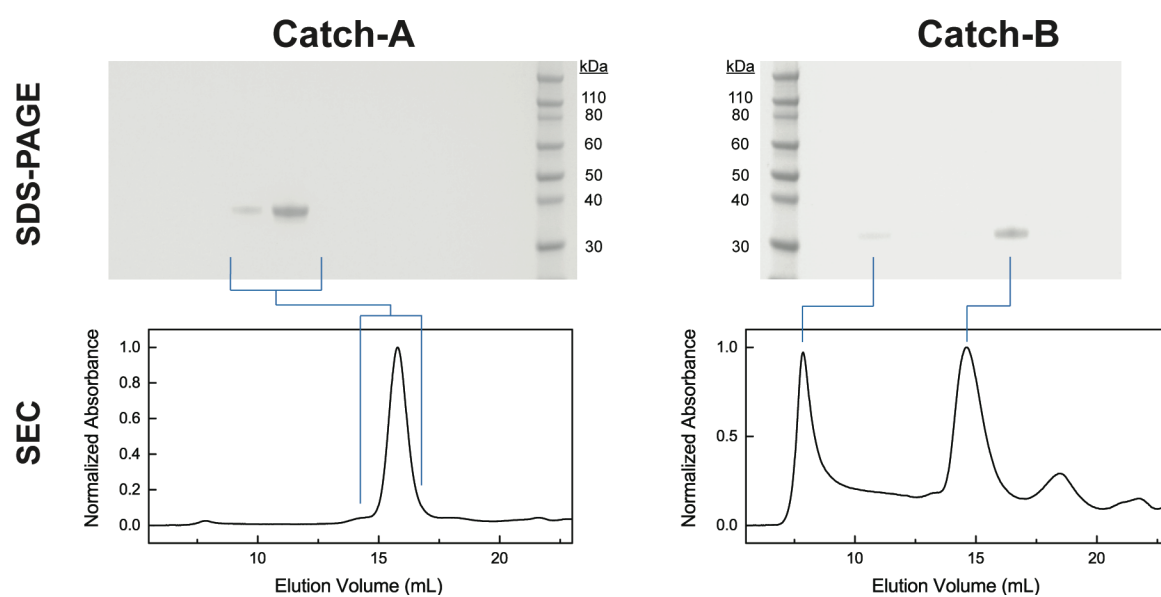 Catch-A
Catch-B
SDS-PAGE
kDa
110
80
60
50
40
30
kDa
110
80
60
50
40
30
SEC
Normalized Absorbance
1.0
0.8
0.6
0.4
0.2
0.0
10
15
20
Elution Volume (mL)
Normalized Absorbance
1.0
0.5
0.0
10
15
20
Elution Volume (mL)